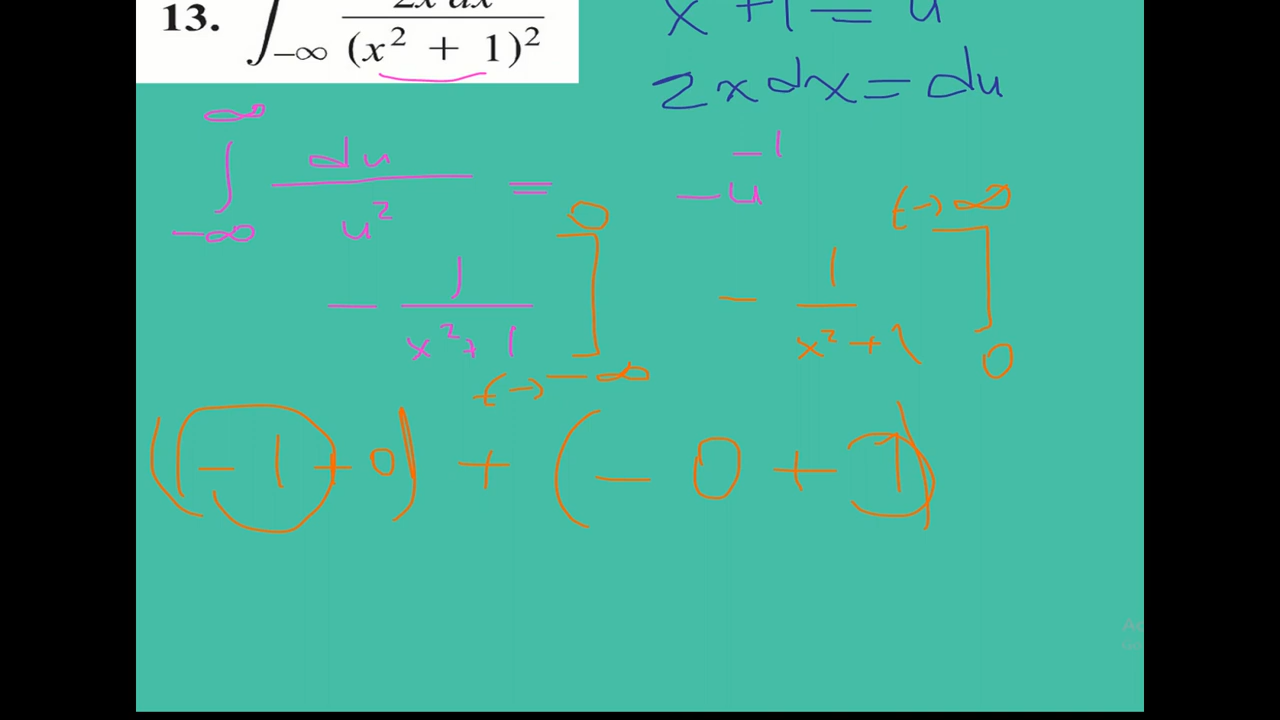 13. ∫_{-∞} 2x dx / (x² + 1)²
x + 1 = u
2x dx = du
∫_{-∞}^{∞} du / u² = -u^{-1}
- 1 / (x² + 1) ]_{t→-∞}^{0} - 1 / (x² + 1 ]_{0}^{t→∞}
((-1 + 0) + (-0 + 1)